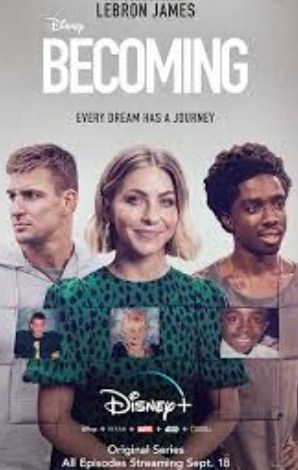 LEBRON JAMES
Disney
BECOMING
EVERY DREAM HAS A JOURNEY
Disney+
Original Series
All Episodes Streaming Sept. 18